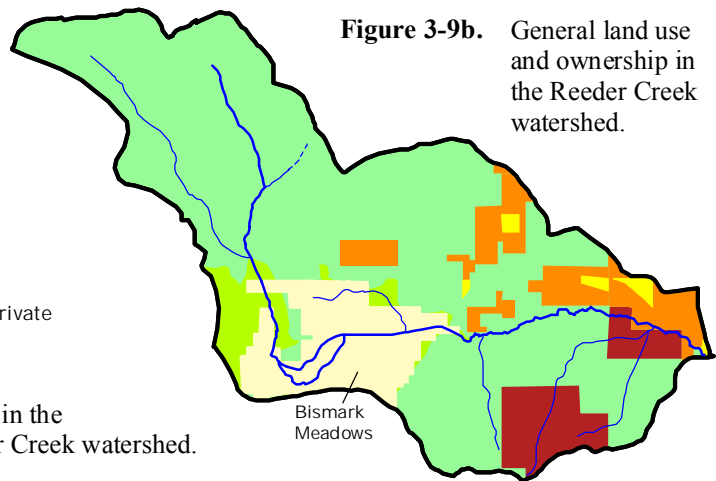 Figure 3-9b. General land use
and ownership in
the Reeder Creek
watershed.
rivate
in the
r Creek watershed.
Bismark
Meadows